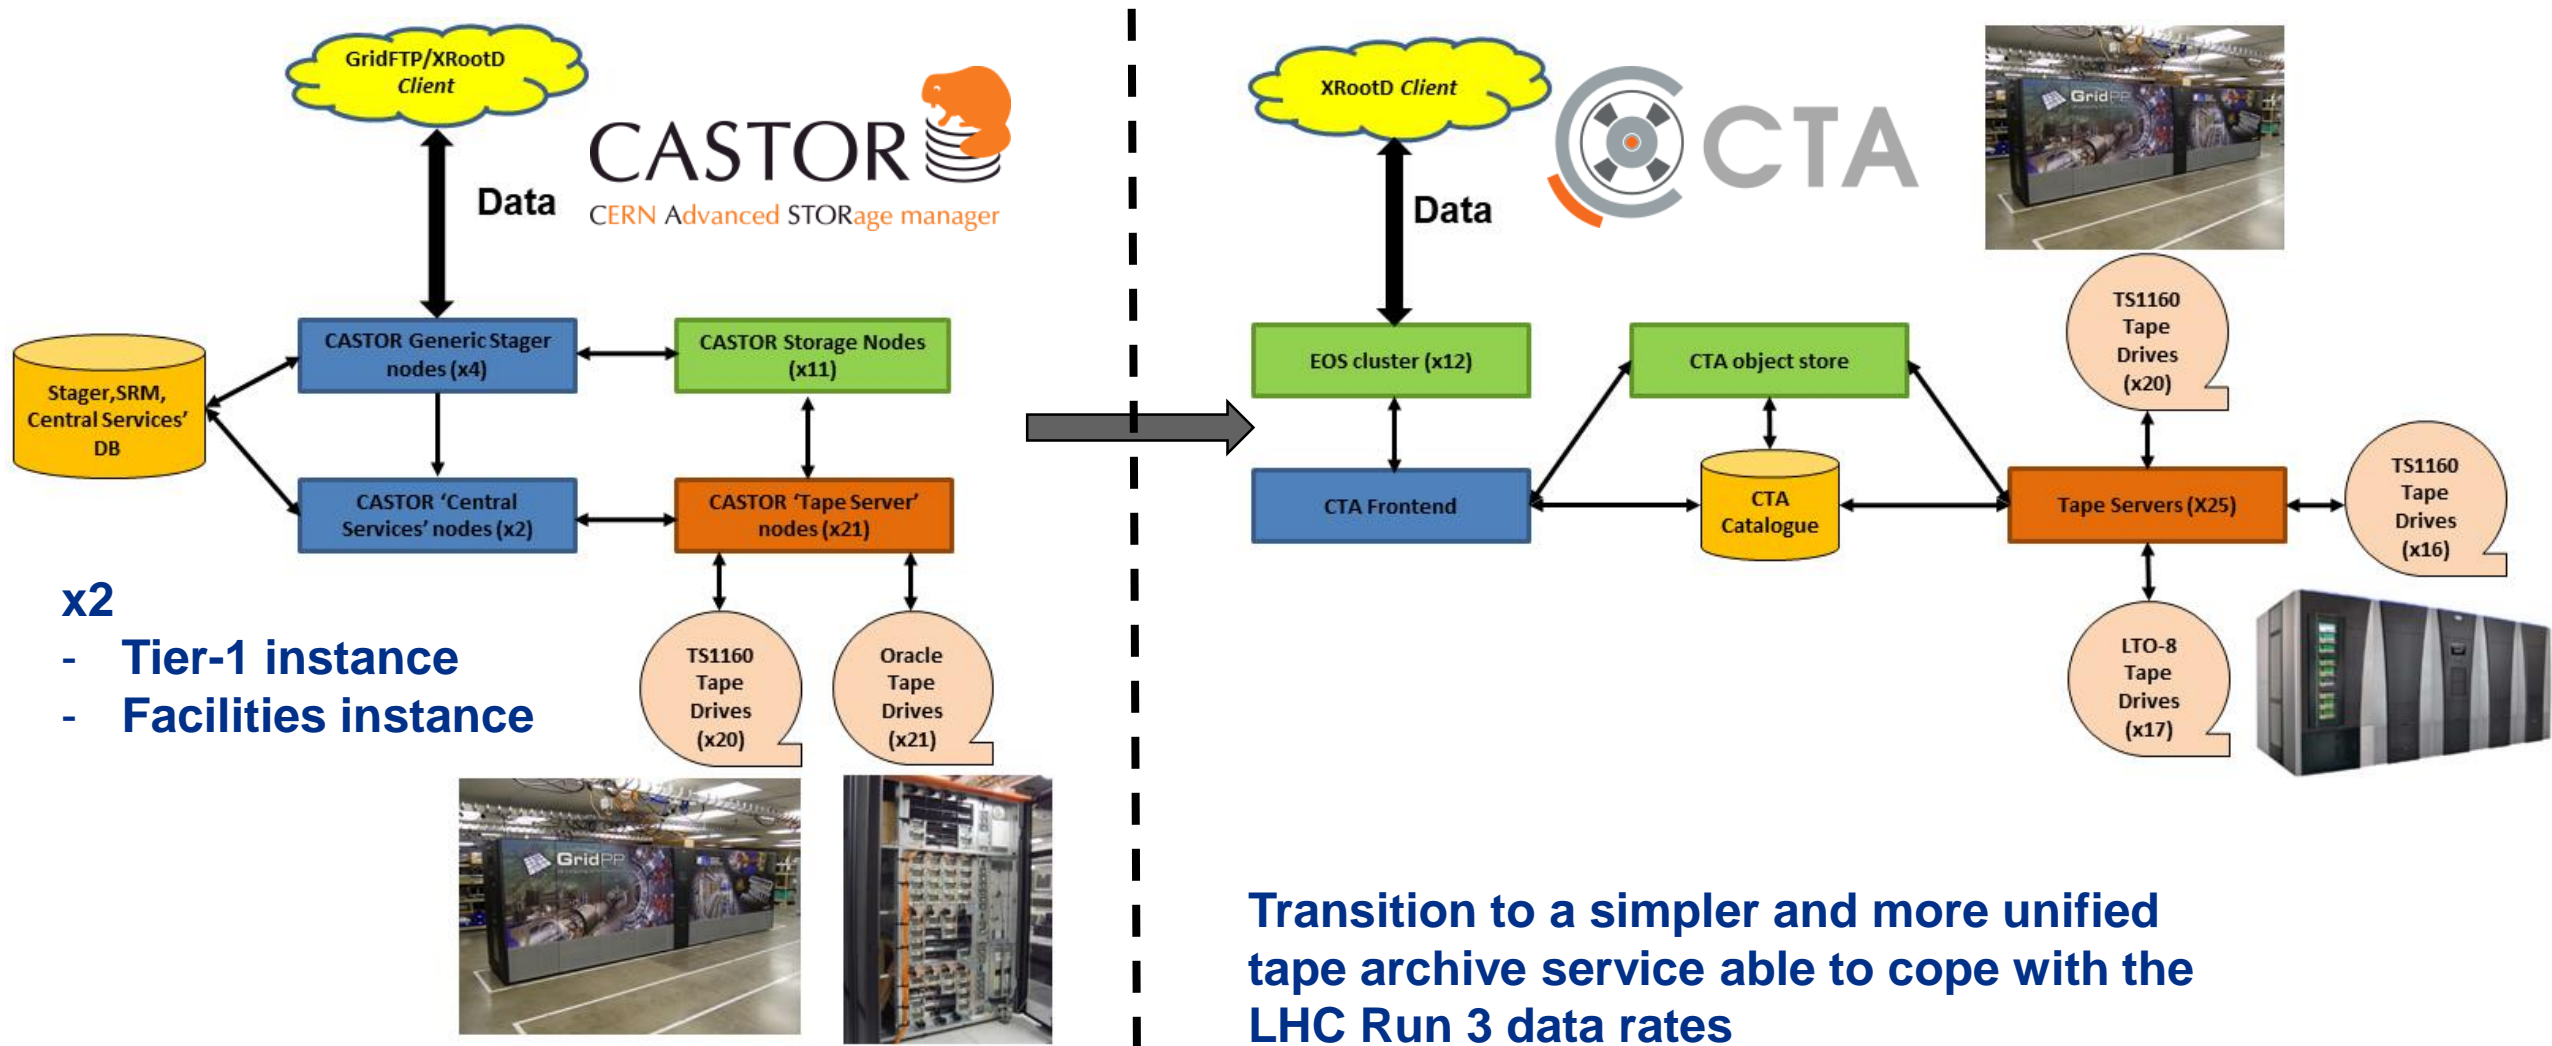 GridFTP/XRootD
Client
CASTOR
CERN Advanced STORage manager
Data
Stager,SRM,
Central Services’
DB
CASTOR Generic Stager
nodes (x4)
CASTOR Storage Nodes
(x11)
CASTOR ‘Central
Services’ nodes (x2)
CASTOR ‘Tape Server’
nodes (x21)
x2
- Tier-1 instance
- Facilities instance
TS1160
Tape
Drives
(x20)
Oracle
Tape
Drives
(x21)
GridPP
XRootD Client
CTA
Data
GridPP
EOS cluster (x12)
CTA object store
CTA Frontend
CTA
Catalogue
Tape Servers (X25)
TS1160
Tape
Drives
(x20)
TS1160
Tape
Drives
(x16)
LTO-8
Tape
Drives
(x17)
Transition to a simpler and more unified
tape archive service able to cope with the
LHC Run 3 data rates